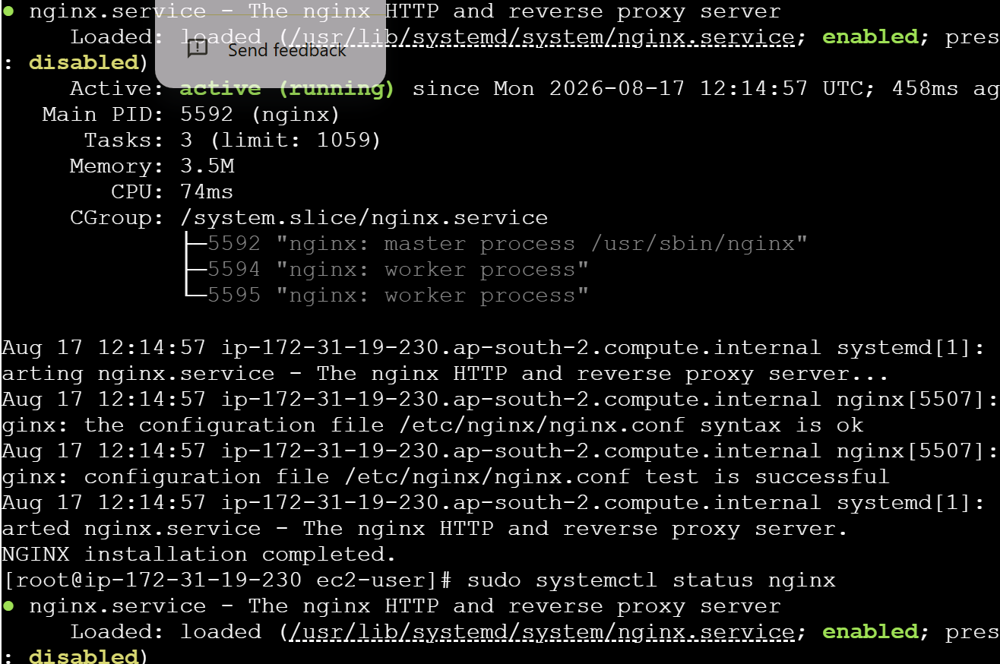 ● nginx.service - The nginx HTTP and reverse proxy server
Loaded: loaded (/usr/lib/systemd/system/nginx.service; enabled; pres
: disabled)
Send feedback
Active: active (running) since Mon 2026-08-17 12:14:57 UTC; 458ms ag
Main PID: 5592 (nginx)
Tasks: 3 (limit: 1059)
Memory: 3.5M
CPU: 74ms
CGroup: /system.slice/nginx.service
├─5592 "nginx: master process /usr/sbin/nginx"
├─5594 "nginx: worker process"
└─5595 "nginx: worker process"
Aug 17 12:14:57 ip-172-31-19-230.ap-south-2.compute.internal systemd[1]:
arting nginx.service - The nginx HTTP and reverse proxy server...
Aug 17 12:14:57 ip-172-31-19-230.ap-south-2.compute.internal nginx[5507]:
ginx: the configuration file /etc/nginx/nginx.conf syntax is ok
Aug 17 12:14:57 ip-172-31-19-230.ap-south-2.compute.internal nginx[5507]:
ginx: configuration file /etc/nginx/nginx.conf test is successful
Aug 17 12:14:57 ip-172-31-19-230.ap-south-2.compute.internal systemd[1]:
arted nginx.service - The nginx HTTP and reverse proxy server.
NGINX installation completed.
[root@ip-172-31-19-230 ec2-user]# sudo systemctl status nginx
● nginx.service - The nginx HTTP and reverse proxy server
Loaded: loaded (/usr/lib/systemd/system/nginx.service; enabled; pres
: disabled)